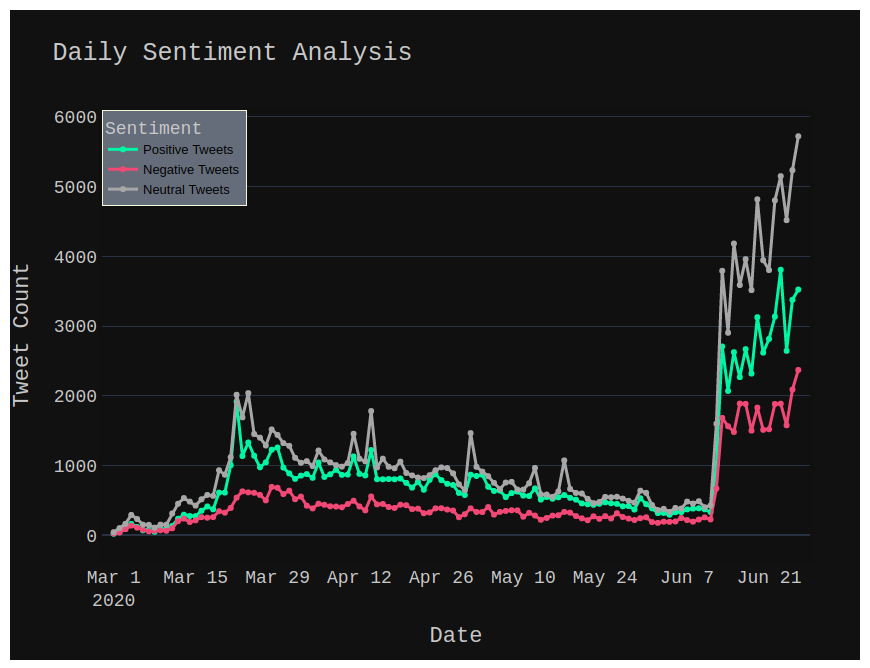 Daily Sentiment Analysis
6000
5000
4000
3000
2000
1000
0
Sentiment
Positive Tweets
Negative Tweets
Neutral Tweets
Tweet Count
Mar 1 Mar 15 Mar 29 Apr 12 Apr 26 May 10 May 24 Jun 7 Jun 21
2020
Date